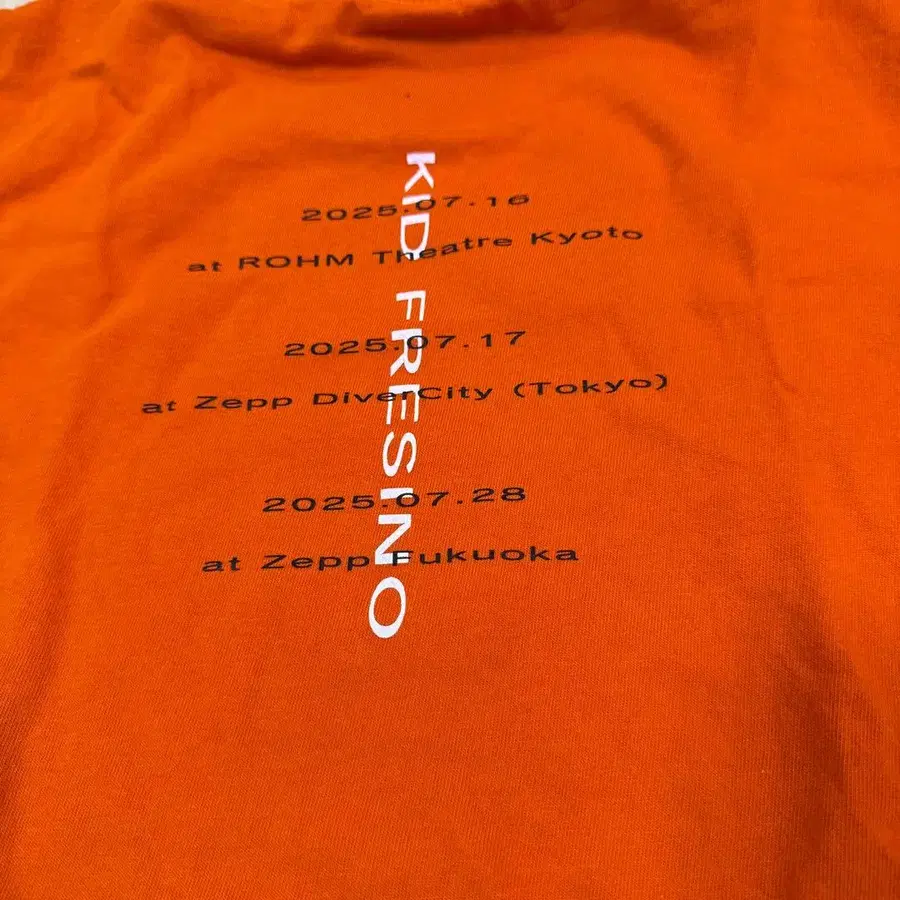 KID FRESINO
2025.07.16
at ROHM Theatre Kyoto
2025.07.17
at Zepp DiverCity (Tokyo)
2025.07.28
at Zepp Fukuoka